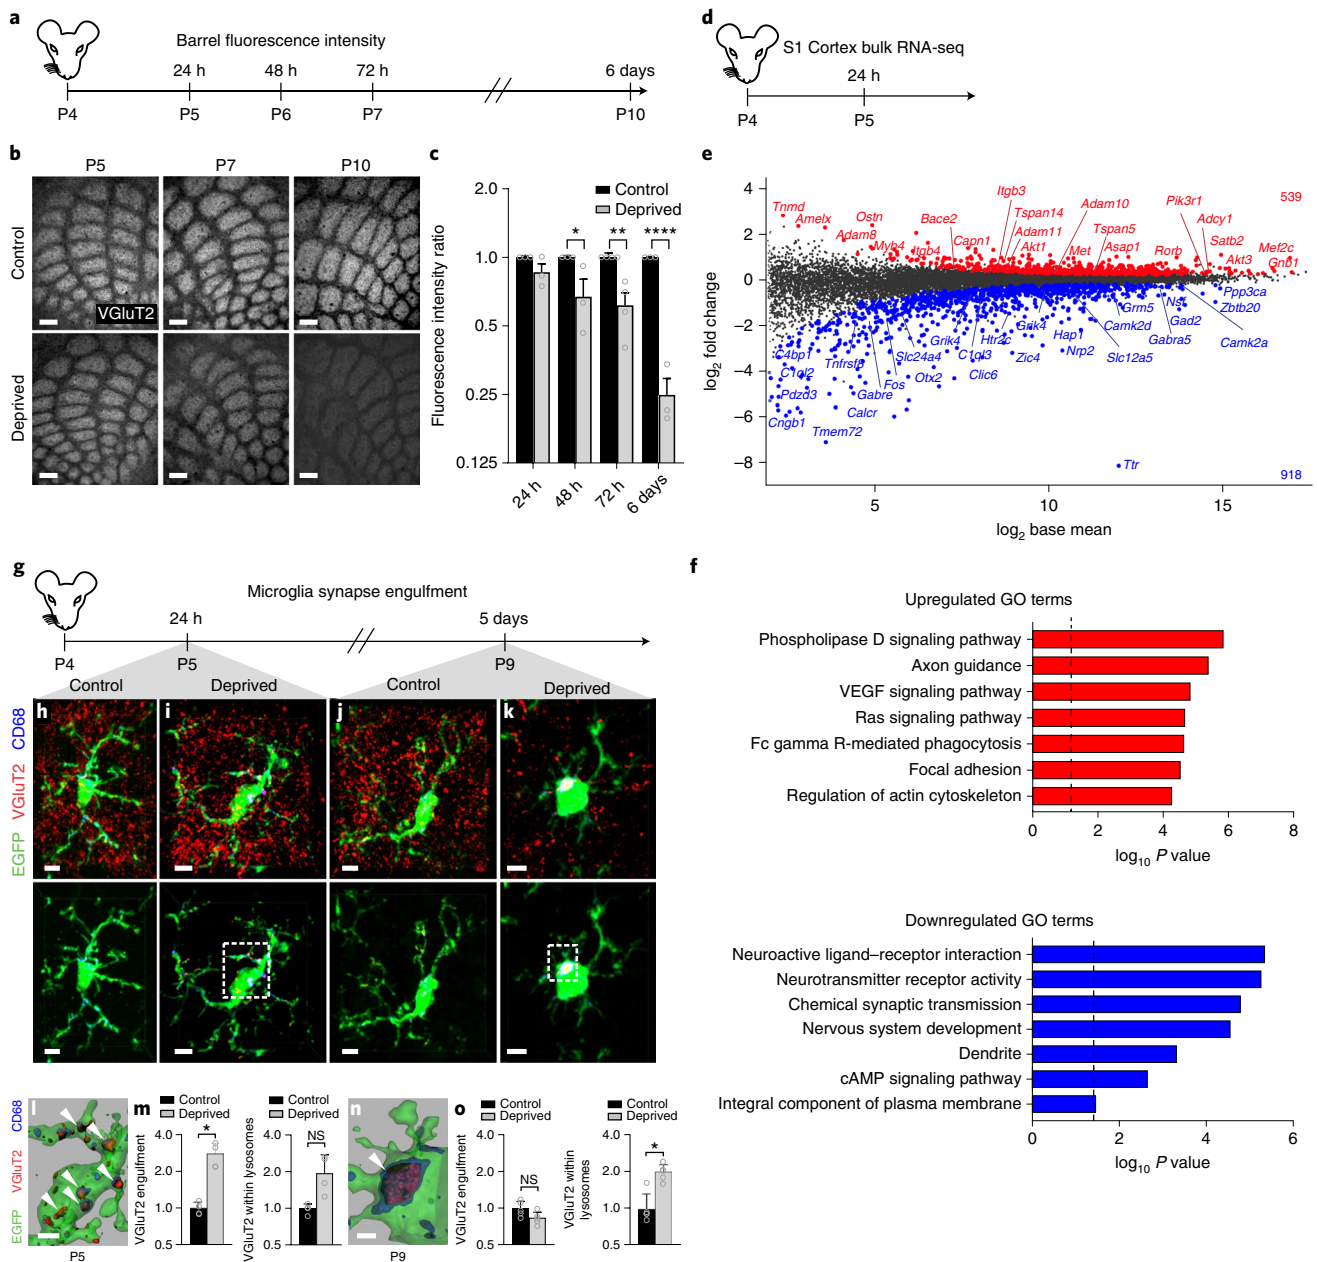 a
Barrel fluorescence intensity
24 h 48 h 72 h 6 days
P4 P5 P6 P7 P10
b
P5 P7 P10
Control
VGluT2
Deprived
c
Control
Deprived
* ** ****
Fluorescence intensity ratio
2.0
1.0
0.5
0.25
0.125
24 h 48 h 72 h 6 days
d
S1 Cortex bulk RNA-seq
24 h
P4 P5
e
log2 fold change
4
2
0
−2
−4
−6
−8
539
Itgb3
Tnmd
Amelx
Ostn
Bace2
Tspan14
Adam10
Pik3r1
Adcy1
Adam8
Myb4
Itgb4
Capn1
Adam11
Akt1
Met
Tspan5
Asap1
Rorb
Satb2
Akt3
Mef2c
Gnb1
Ppp3ca
Zbtb20
Nsf
Grm5
Gad2
Camk2d
Gabra5
Camk2a
Grik4
Hap1
Slc12a5
Grik4
Htr2c
Nrp2
C1ql3
Zic4
Slc24a4
Clic6
Otx2
C4bp1
Tnfrsf8
C1ql2
Fos
Gabre
Pdzd3
Calcr
Cngb1
Tmem72
Ttr
918
5 10 15
log2 base mean
g
Microglia synapse engulfment
24 h 5 days
P4 P5 P9
Control Deprived Control Deprived
h i j k
EGFP VGluT2 CD68
f
Upregulated GO terms
Phospholipase D signaling pathway
Axon guidance
VEGF signaling pathway
Ras signaling pathway
Fc gamma R-mediated phagocytosis
Focal adhesion
Regulation of actin cytoskeleton
0 2 4 6 8
log10 P value
Downregulated GO terms
Neuroactive ligand–receptor interaction
Neurotransmitter receptor activity
Chemical synaptic transmission
Nervous system development
Dendrite
cAMP signaling pathway
Integral component of plasma membrane
0 2 4 6
log10 P value
l
EGFP VGluT2 CD68
P5
m
Control
Deprived
VGluT2 engulfment
4.0
2.0
1.0
0.5
*
Control
Deprived
VGluT2 within lysosomes
4.0
2.0
1.0
0.5
NS
n
P9
o
Control
Deprived
VGluT2 engulfment
4.0
2.0
1.0
0.5
NS
Control
Deprived
VGluT2 within
lysosomes
4.0
2.0
1.0
0.5
*